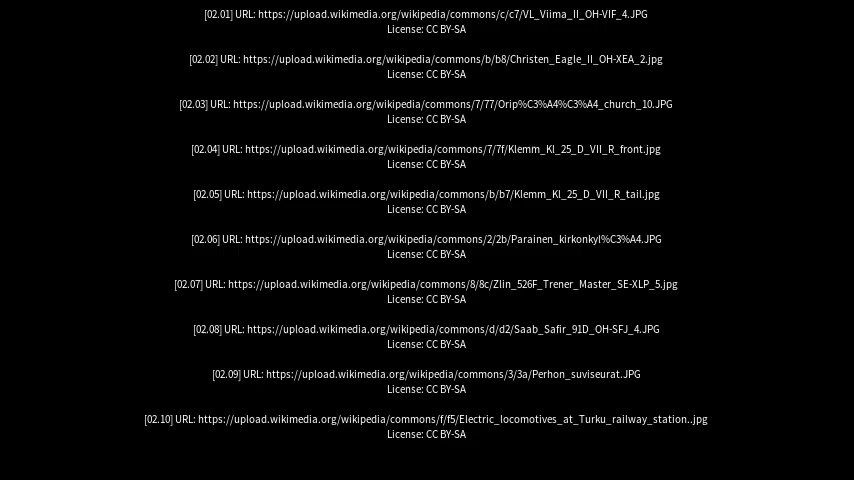 [02.01] URL: https://upload.wikimedia.org/wikipedia/commons/c/c7/VL_Viima_II_OH-VIF_4.JPG
License: CC BY-SA
[02.02] URL: https://upload.wikimedia.org/wikipedia/commons/b/b8/Christen_Eagle_II_OH-XEA_2.jpg
License: CC BY-SA
[02.03] URL: https://upload.wikimedia.org/wikipedia/commons/7/77/Orip%C3%A4%C3%A4_church_10.JPG
License: CC BY-SA
[02.04] URL: https://upload.wikimedia.org/wikipedia/commons/7/7f/Klemm_Kl_25_D_VII_R_front.jpg
License: CC BY-SA
[02.05] URL: https://upload.wikimedia.org/wikipedia/commons/b/b7/Klemm_Kl_25_D_VII_R_tail.jpg
License: CC BY-SA
[02.06] URL: https://upload.wikimedia.org/wikipedia/commons/2/2b/Parainen_kirkonkyl%C3%A4.JPG
License: CC BY-SA
[02.07] URL: https://upload.wikimedia.org/wikipedia/commons/8/8c/Zlin_526F_Trener_Master_SE-XLP_5.jpg
License: CC BY-SA
[02.08] URL: https://upload.wikimedia.org/wikipedia/commons/d/d2/Saab_Safir_91D_OH-SFJ_4.JPG
License: CC BY-SA
[02.09] URL: https://upload.wikimedia.org/wikipedia/commons/3/3a/Perhon_suviseurat.JPG
License: CC BY-SA
[02.10] URL: https://upload.wikimedia.org/wikipedia/commons/f/f5/Electric_locomotives_at_Turku_railway_station..jpg
License: CC BY-SA